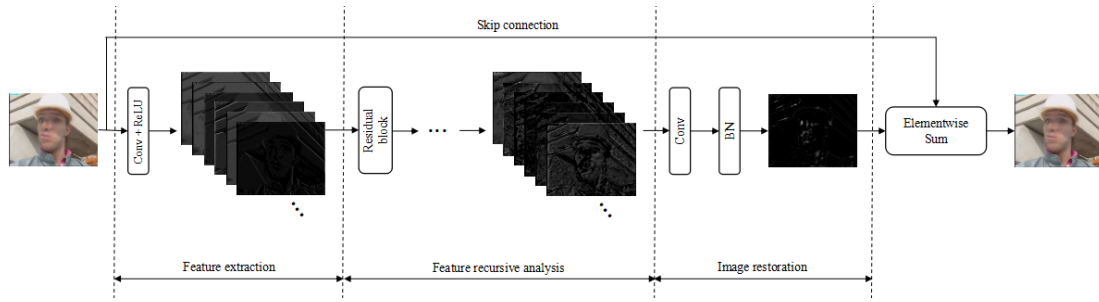 Skip connection
Conv + ReLU
Residual
block
Conv
BN
Elementwise
Sum
Feature extraction
Feature recursive analysis
Image restoration